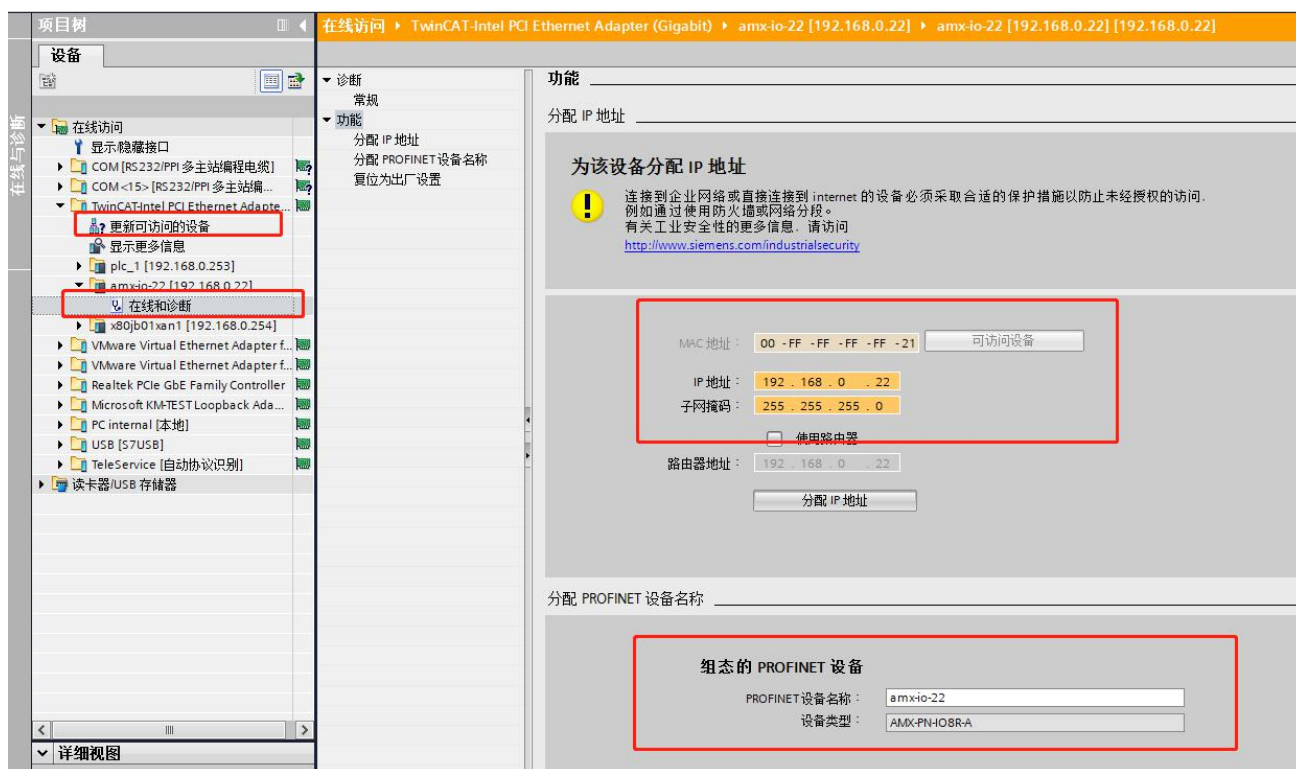 项目树
在线访问 ▸ TwinCAT-Intel PCI Ethernet Adapter (Gigabit) ▸ amx-io-22 [192.168.0.22] ▸ amx-io-22 [192.168.0.22] [192.168.0.22]
设备
在线与诊断
在线访问
显示/隐藏接口
COM [RS232/PPI 多主站编程电缆]
COM <15> [RS232/PPI 多主站编...
TwinCAT-Intel PCI Ethernet Adapte...
更新可访问的设备
显示更多信息
plc_1 [192.168.0.253]
amx-io-22 [192.168.0.22]
在线和诊断
x80jb01xan1 [192.168.0.254]
VMware Virtual Ethernet Adapter f...
VMware Virtual Ethernet Adapter f...
Realtek PCIe GbE Family Controller
Microsoft KM-TEST Loopback Ada...
PC internal [本地]
USB [S7USB]
TeleService [自动协议识别]
读卡器/USB 存储器
详细视图
诊断
常规
功能
分配 IP 地址
分配 PROFINET 设备名称
复位为出厂设置
功能
分配 IP 地址
为该设备分配 IP 地址
连接到企业网络或直接连接到 internet 的设备必须采取合适的保护措施以防止未经授权的访问.
例如通过使用防火墙或网络分段。
有关工业安全性的更多信息. 请访问
http://www.siemens.com/industrialsecurity
MAC 地址： 00 -FF -FF -FF -FF -21 可访问设备
IP 地址： 192 . 168 . 0 . 22
子网掩码： 255 . 255 . 255 . 0
使用路由器
路由器地址： 192 . 168 . 0 . 22
分配 IP 地址
分配 PROFINET 设备名称
组态的 PROFINET 设备
PROFINET设备名称： amx-io-22
设备类型： AMX-PN-IO8R-A